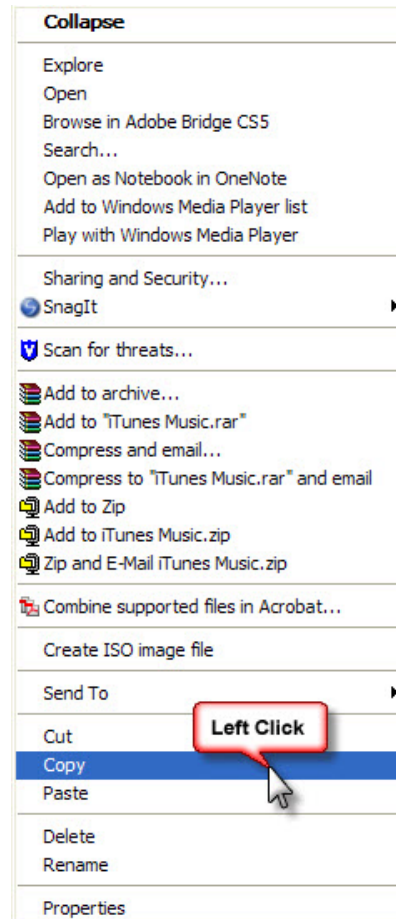 Collapse
Explore
Open
Browse in Adobe Bridge CS5
Search...
Open as Notebook in OneNote
Add to Windows Media Player list
Play with Windows Media Player
Sharing and Security...
SnagIt
Scan for threats...
Add to archive...
Add to "iTunes Music.rar"
Compress and email...
Compress to "iTunes Music.rar" and email
Add to Zip
Add to iTunes Music.zip
Zip and E-Mail iTunes Music.zip
Combine supported files in Acrobat...
Create ISO image file
Send To
Left Click
Cut
Copy
Paste
Delete
Rename
Properties